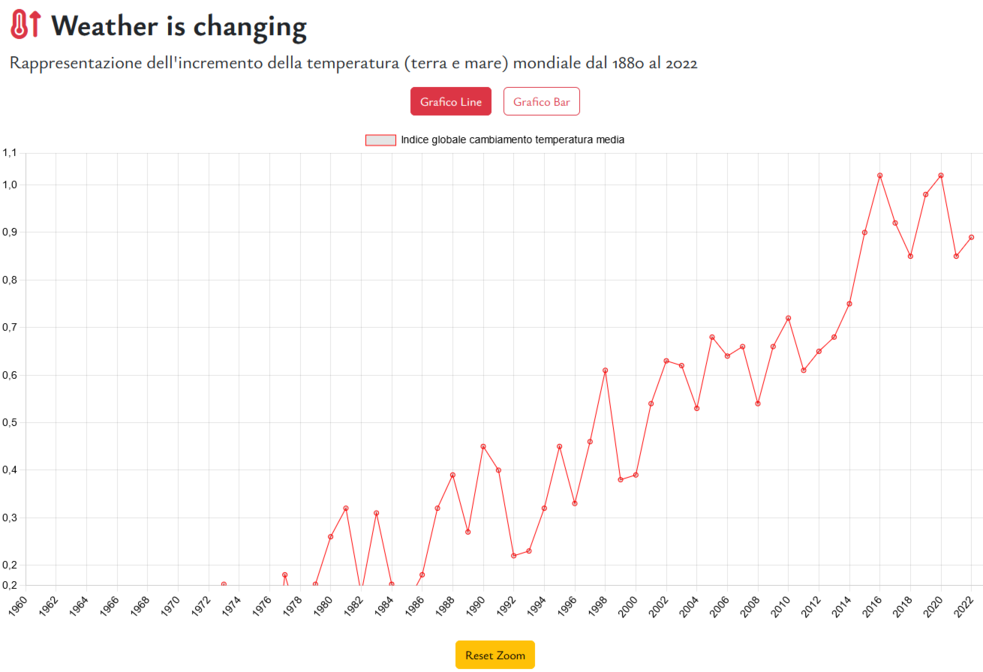 Weather is changing
Rappresentazione dell'incremento della temperatura (terra e mare) mondiale dal 1880 al 2022
Grafico Line
Grafico Bar
Indice globale cambiamento temperatura media
1,1
1,0
0,9
0,8
0,7
0,6
0,5
0,4
0,3
0,2
0,2
1960 1962 1964 1966 1968 1970 1972 1974 1976 1978 1980 1982 1984 1986 1988 1990 1992 1994 1996 1998 2000 2002 2004 2006 2008 2010 2012 2014 2016 2018 2020 2022
Reset Zoom